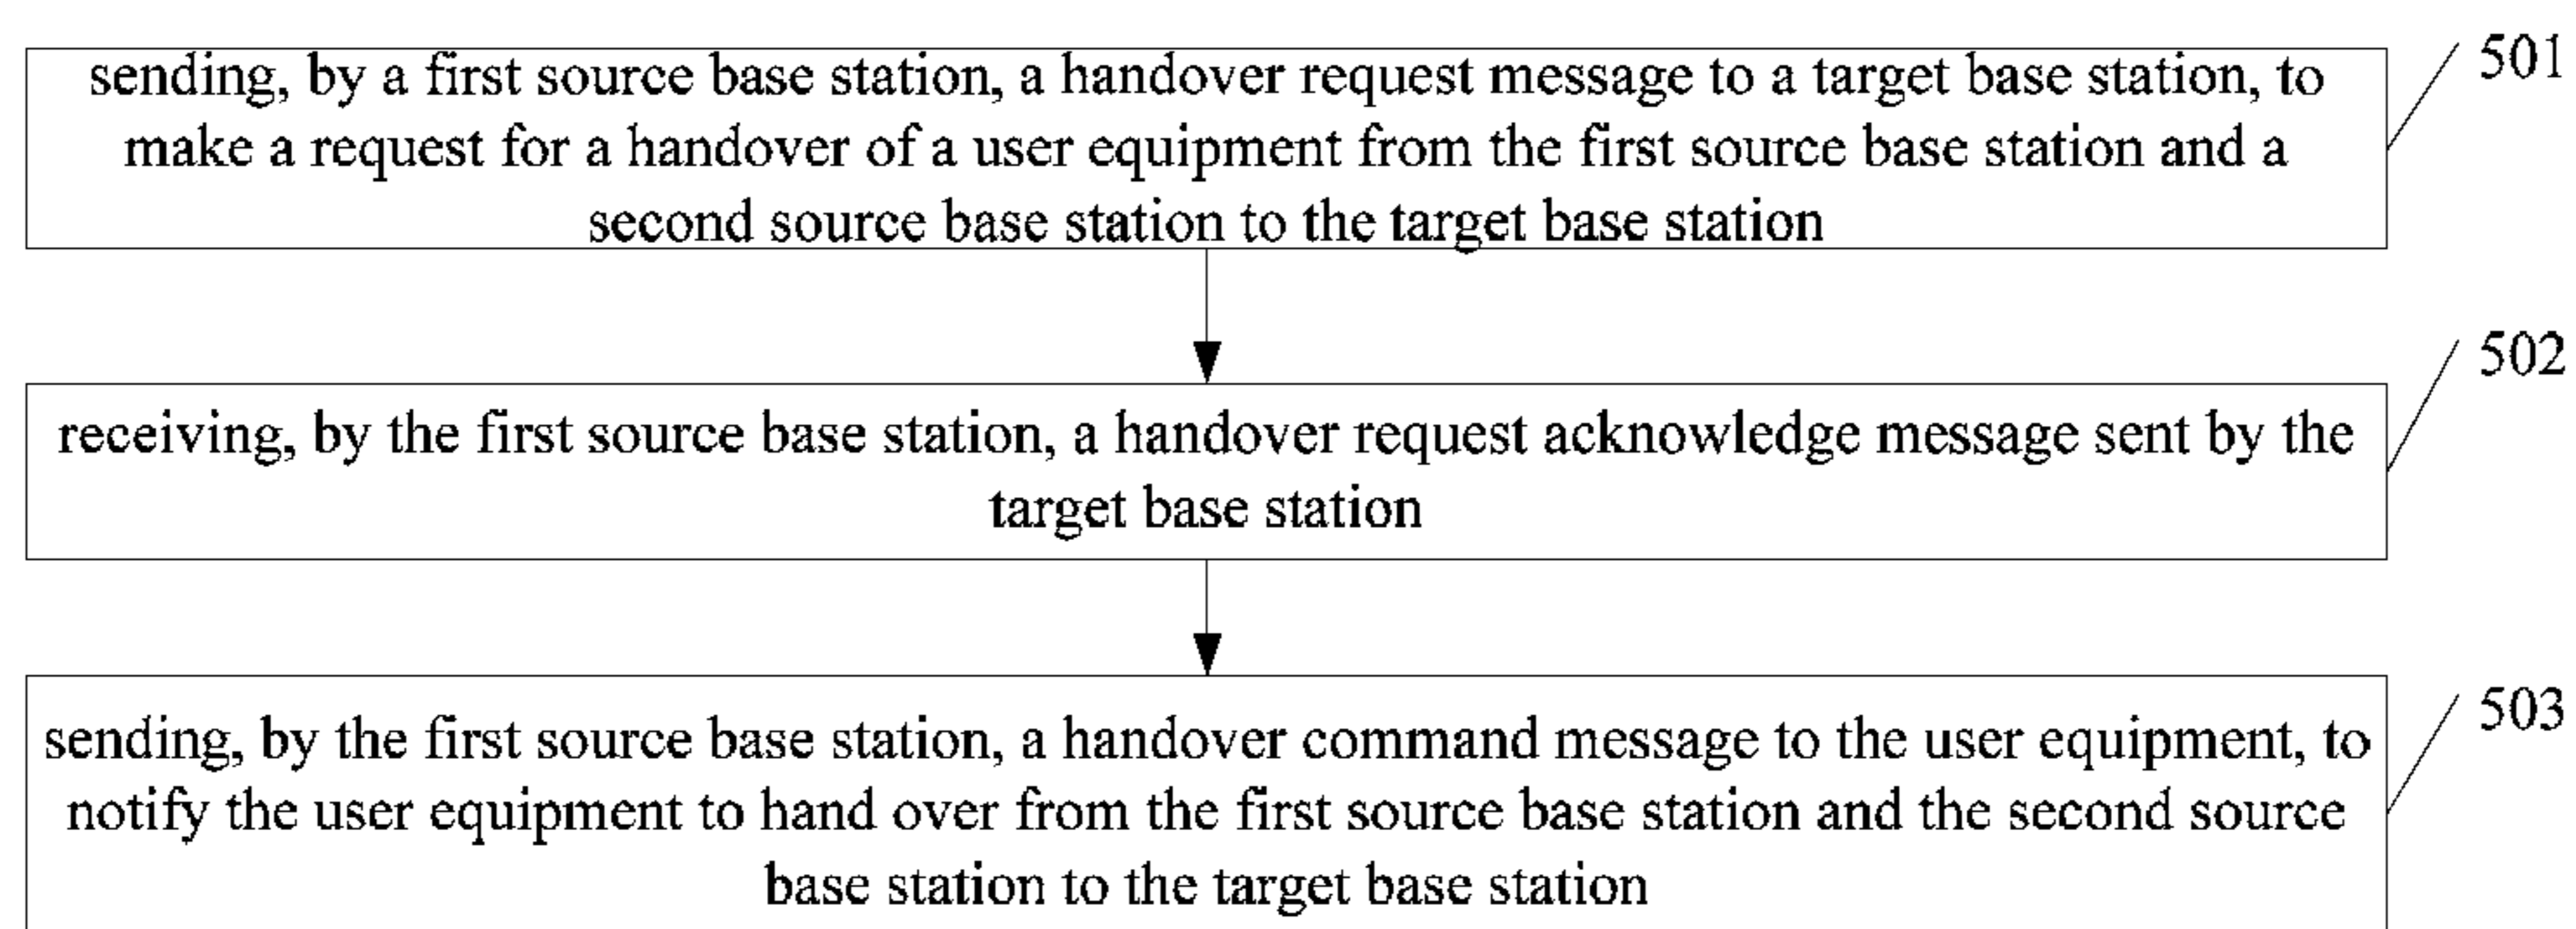 sending, by a first source base station, a handover request message to a target base station, to
make a request for a handover of a user equipment from the first source base station and a
second source base station to the target base station
501
receiving, by the first source base station, a handover request acknowledge message sent by the
target base station
502
sending, by the first source base station, a handover command message to the user equipment, to
notify the user equipment to hand over from the first source base station and the second source
base station to the target base station
503